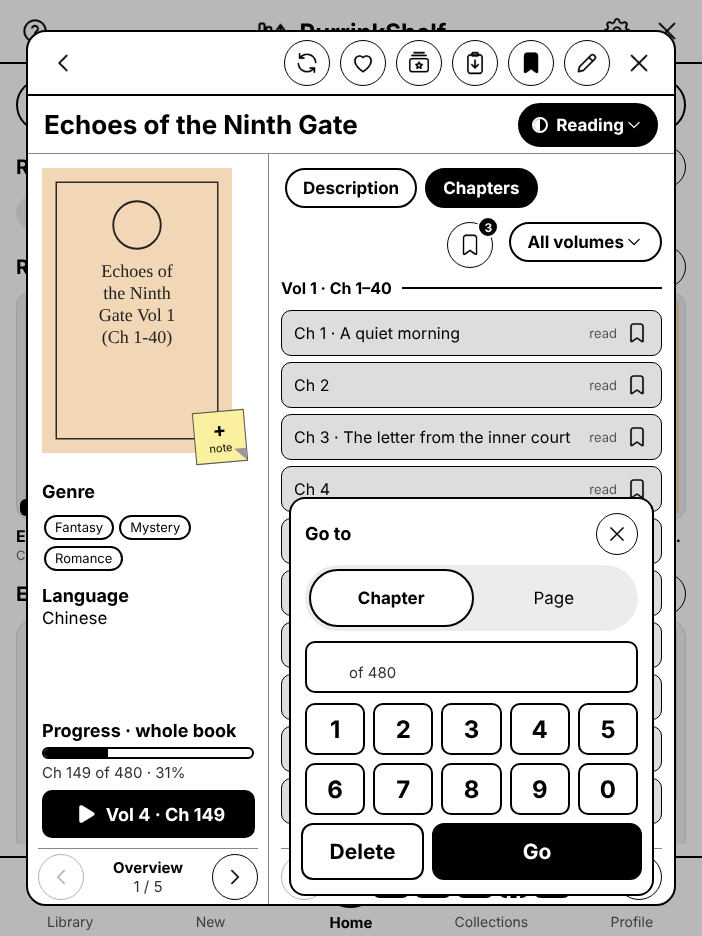 PurrinkShelf
Echoes of the Ninth Gate
Reading
Echoes of
the Ninth
Gate Vol 1
(Ch 1-40)
+
note
Genre
Fantasy
Mystery
Romance
Language
Chinese
Progress · whole book
Ch 149 of 480 · 31%
Vol 4 · Ch 149
Overview
1 / 5
Description
Chapters
3
All volumes
Vol 1 · Ch 1–40
Ch 1 · A quiet morning read
Ch 2 read
Ch 3 · The letter from the inner court read
Ch 4 read
Go to
Chapter
Page
of 480
1 2 3 4 5
6 7 8 9 0
Delete
Go
Library
New
Home
Collections
Profile